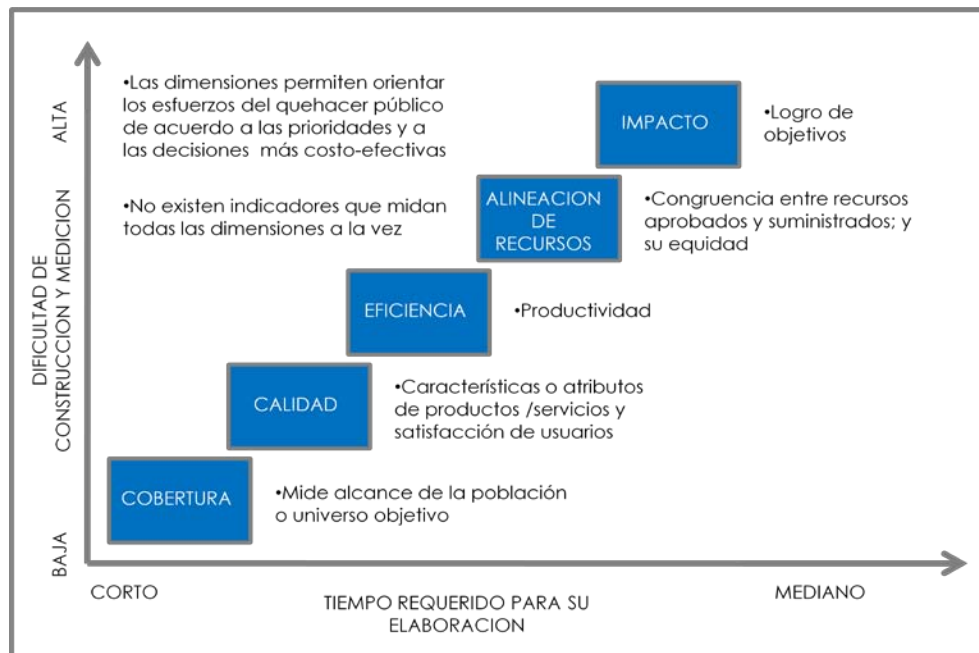 ALTA
DIFICULTAD DE
CONSTRUCCION Y MEDICION
BAJA
•Las dimensiones permiten orientar
los esfuerzos del quehacer público
de acuerdo a las prioridades y a
las decisiones más costo-efectivas
•No existen indicadores que midan
todas las dimensiones a la vez
IMPACTO
•Logro de
objetivos
ALINEACION
DE
RECURSOS
•Congruencia entre recursos
aprobados y suministrados; y
su equidad
EFICIENCIA
•Productividad
CALIDAD
•Características o atributos
de productos /servicios y
satisfacción de usuarios
COBERTURA
•Mide alcance de la población
o universo objetivo
CORTO
TIEMPO REQUERIDO PARA SU
ELABORACION
MEDIANO